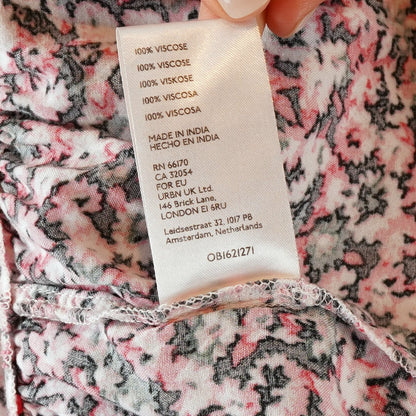 100% VISCOSE
100% VISCOSE
100% VISKOSE
100% VISCOSA
100% VISCOSA
MADE IN INDIA
HECHO EN INDIA
RN 66170
CA 32054
FOR EU
URBN UK Ltd.
146 Brick Lane,
LONDON E1 6RU
Leidsestraat 32, 1017 PB
Amsterdam, Netherlands
OB1621271